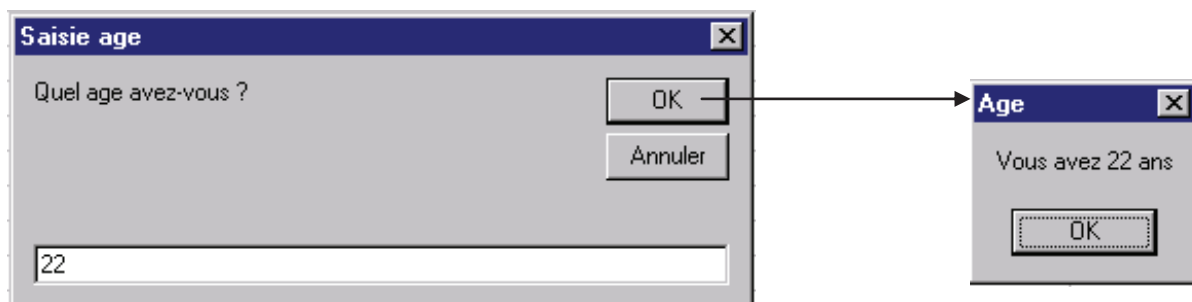 Saisie age
Quel age avez-vous ?
OK
Annuler
22
Age
Vous avez 22 ans
OK